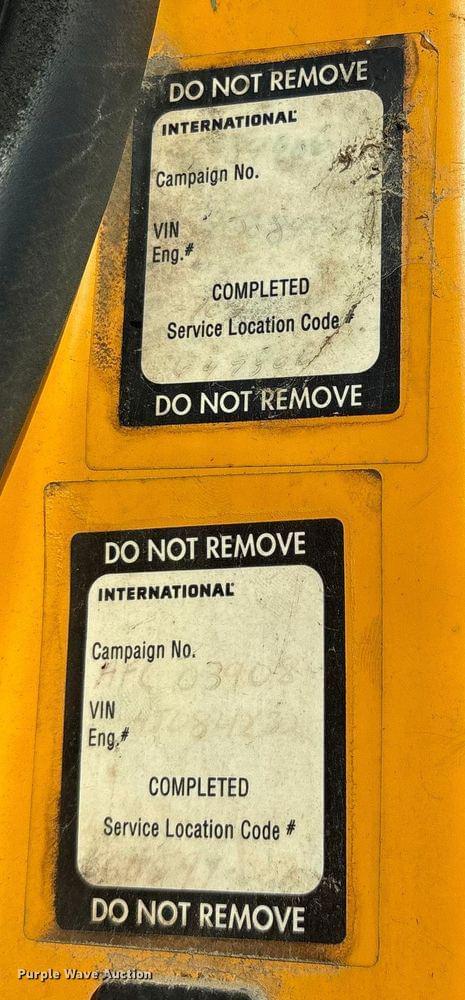 DO NOT REMOVE
INTERNATIONAL
Campaign No.
VIN
Eng.#
COMPLETED
Service Location Code #
DO NOT REMOVE
DO NOT REMOVE
INTERNATIONAL
Campaign No.
VIN
Eng.#
COMPLETED
Service Location Code #
DO NOT REMOVE
Purple Wave Auction